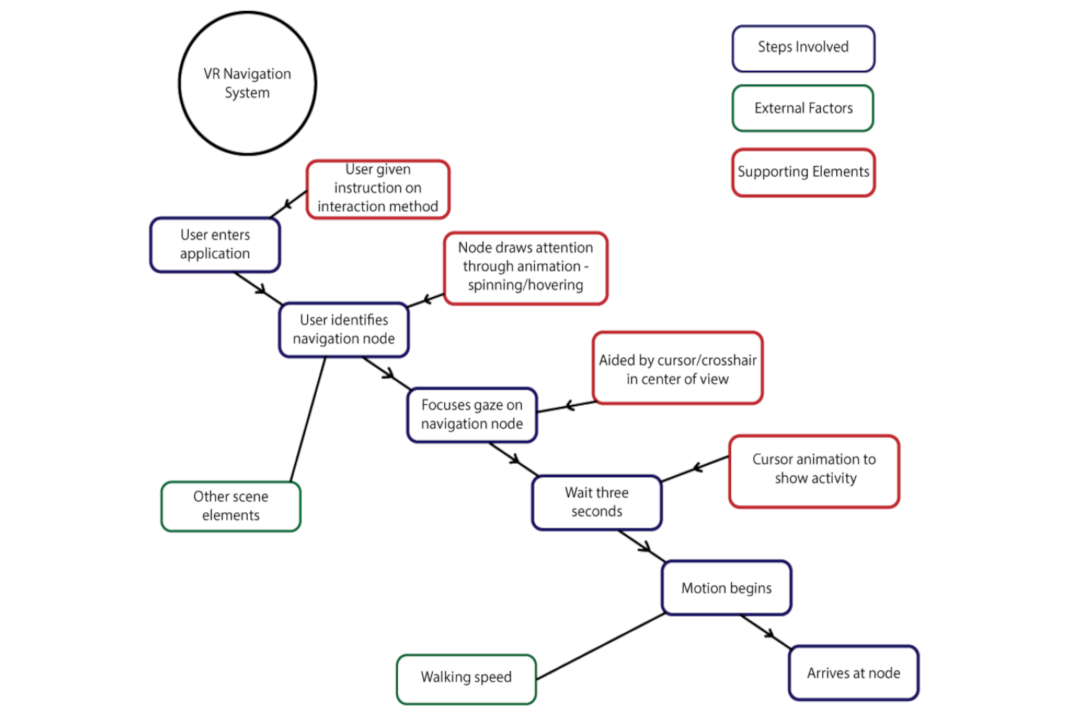 VR Navigation
System
Steps Involved
External Factors
Supporting Elements
User given
instruction on
interaction method
User enters
application
Node draws attention
through animation -
spinning/hovering
User identifies
navigation node
Aided by cursor/crosshair
in center of view
Focuses gaze on
navigation node
Cursor animation to
show activity
Wait three
seconds
Other scene
elements
Motion begins
Walking speed
Arrives at node